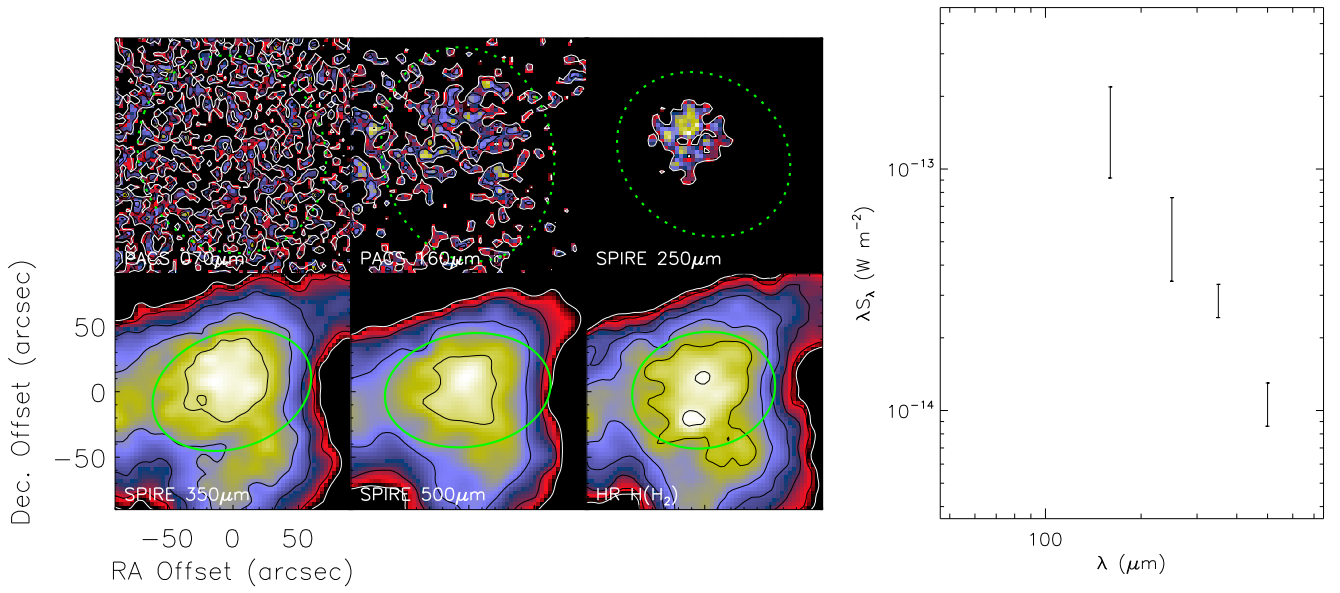 PACS 070μm
PACS 160μm
SPIRE 250μm
SPIRE 350μm
SPIRE 500μm
HR H(H₂)
50
0
−50
Dec. Offset (arcsec)
−50 0 50
RA Offset (arcsec)
10⁻¹³
10⁻¹⁴
λS_λ (W m⁻²)
100
λ (μm)